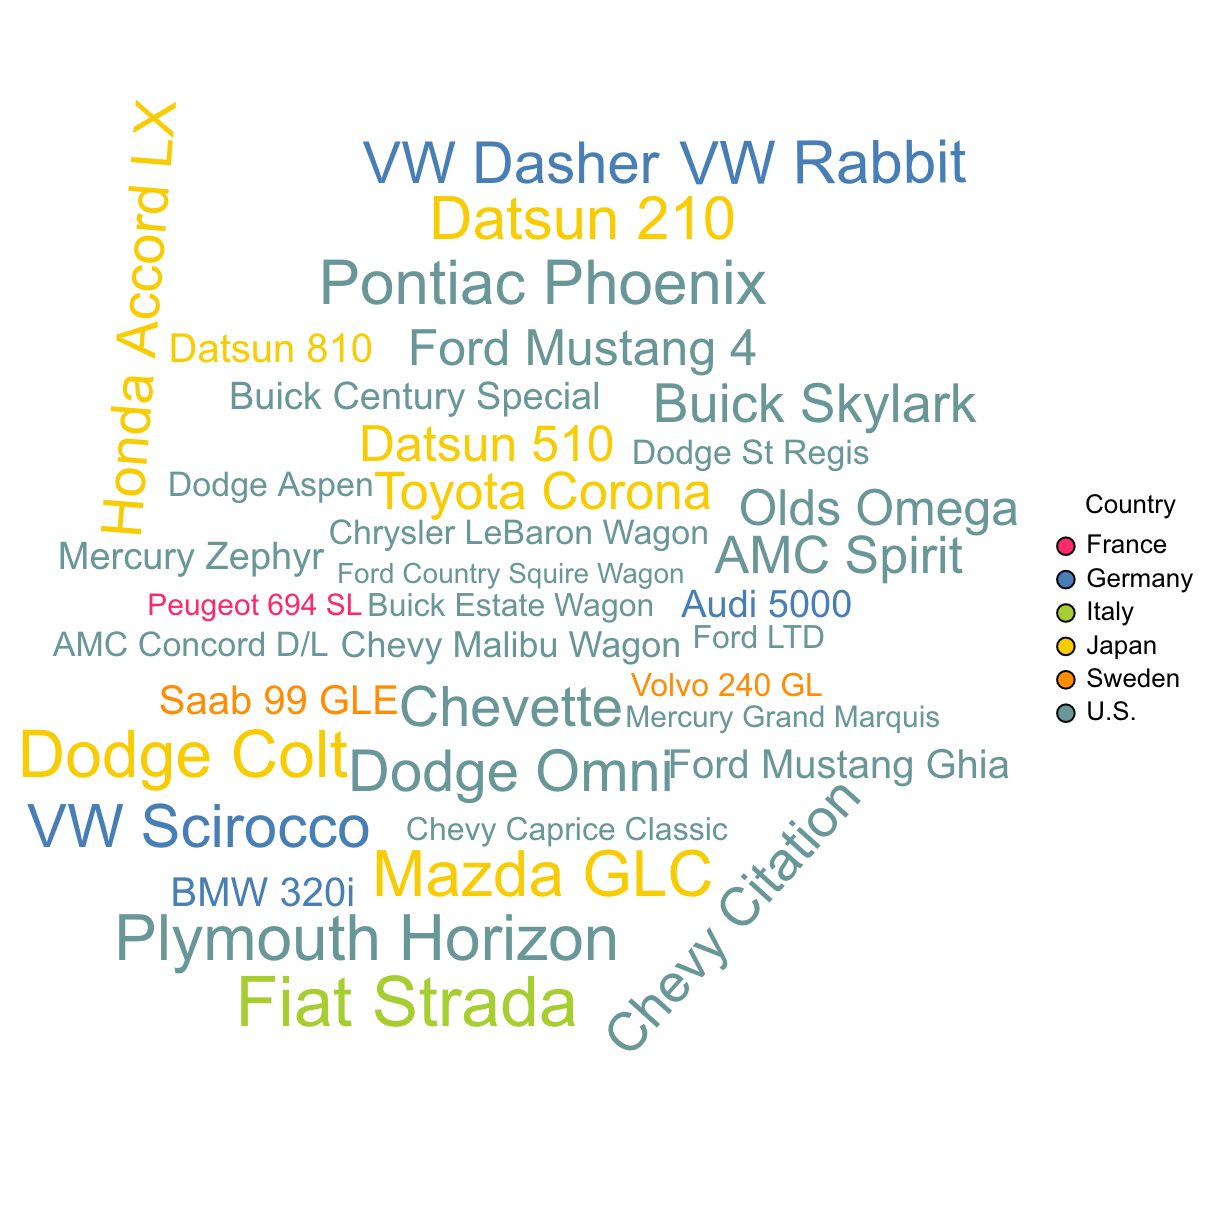 Honda Accord LX
VW Dasher
VW Rabbit
Datsun 210
Pontiac Phoenix
Datsun 810
Ford Mustang 4
Buick Century Special
Buick Skylark
Datsun 510
Dodge St Regis
Dodge Aspen
Toyota Corona
Olds Omega
Chrysler LeBaron Wagon
Mercury Zephyr
AMC Spirit
Ford Country Squire Wagon
Peugeot 694 SL
Buick Estate Wagon
Audi 5000
AMC Concord D/L
Chevy Malibu Wagon
Ford LTD
Saab 99 GLE
Chevette
Volvo 240 GL
Mercury Grand Marquis
Dodge Colt
Dodge Omni
Ford Mustang Ghia
VW Scirocco
Chevy Caprice Classic
Chevy Citation
BMW 320i
Mazda GLC
Plymouth Horizon
Fiat Strada
Country
France
Germany
Italy
Japan
Sweden
U.S.